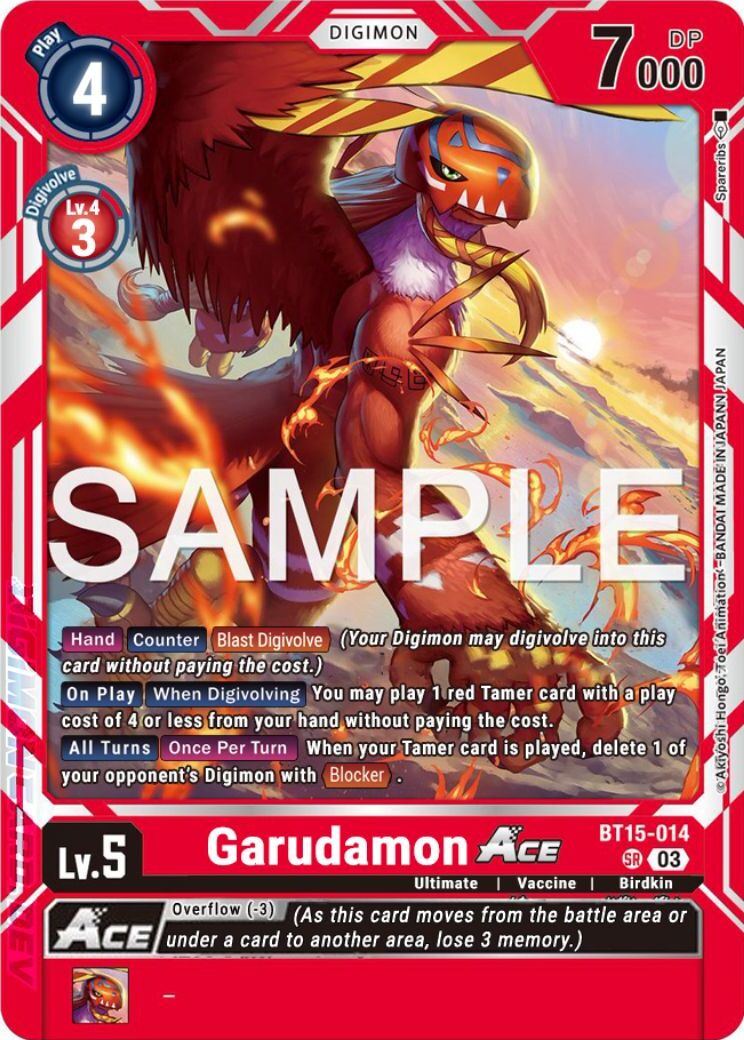 DIGIMON
Play
4
7000
DP
Digivolve
Lv.4
3
Spareribs
©Akiyoshi Hongo, Toei Animation BANDAI MADE IN JAPANN JAPAN
SAMPLE
Hand Counter Blast Digivolve (Your Digimon may digivolve into this
card without paying the cost.)
On Play When Digivolving You may play 1 red Tamer card with a play
cost of 4 or less from your hand without paying the cost.
All Turns Once Per Turn When your Tamer card is played, delete 1 of
your opponent's Digimon with Blocker .
Lv.5
Garudamon ACE
BT15-014
SR 03
Ultimate | Vaccine | Birdkin
ACE
Overflow (-3) (As this card moves from the battle area or
under a card to another area, lose 3 memory.)
–